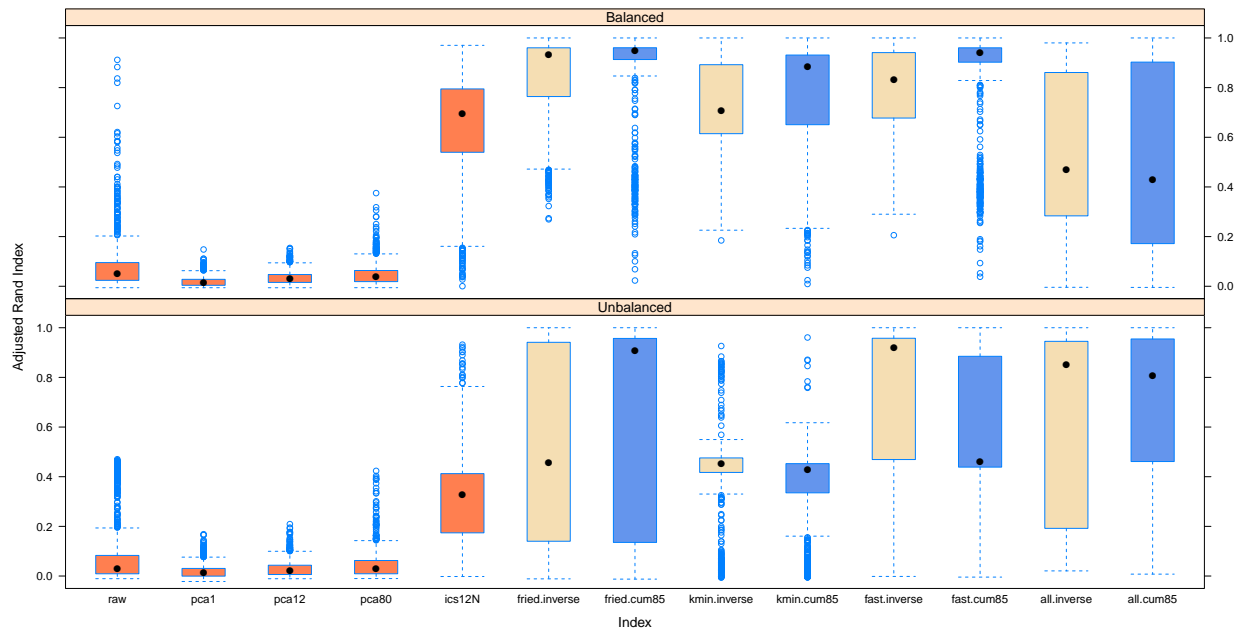 Balanced
1.0
0.8
0.6
0.4
0.2
0.0
Unbalanced
1.0
0.8
0.6
0.4
0.2
0.0
Adjusted Rand Index
raw pca1 pca12 pca80 ics12N fried.inverse fried.cum85 kmin.inverse kmin.cum85 fast.inverse fast.cum85 all.inverse all.cum85
Index